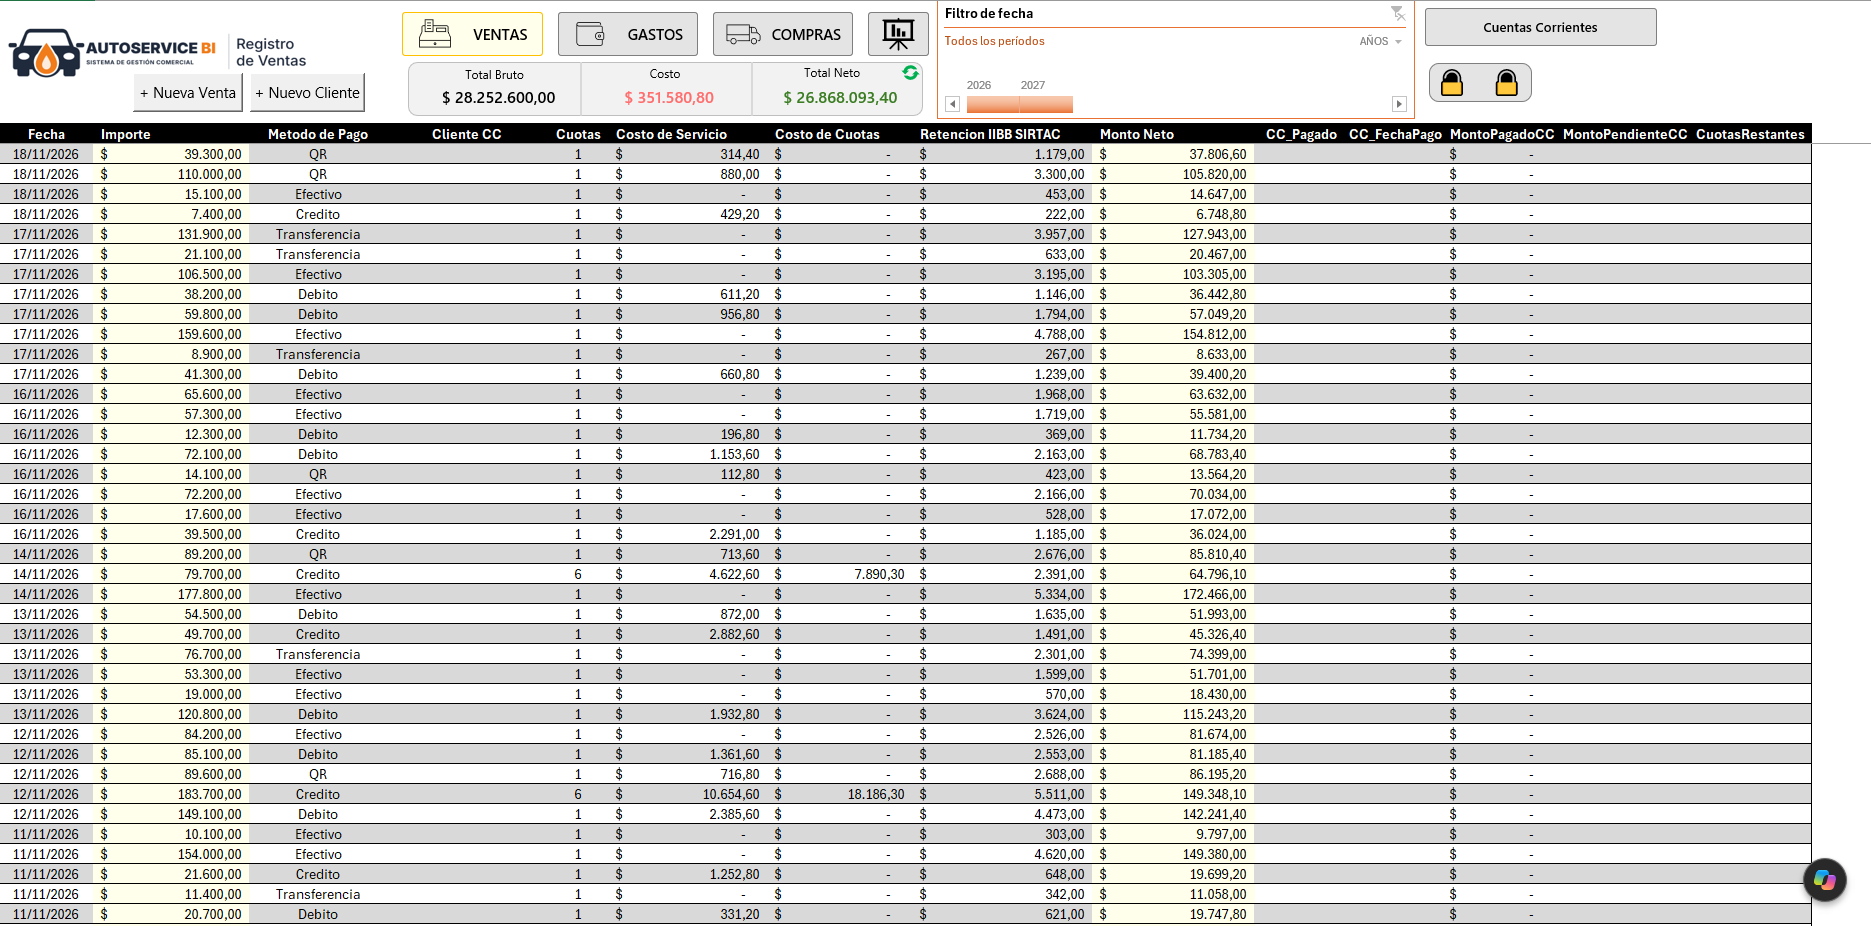 AUTOSERVICE BI
SISTEMA DE GESTIÓN COMERCIAL
Registro
de Ventas
+ Nueva Venta
+ Nuevo Cliente
VENTAS
GASTOS
COMPRAS
Total Bruto
$ 28.252.600,00
Costo
$ 351.580,80
Total Neto
$ 26.868.093,40
Filtro de fecha
Todos los períodos
AÑOS
2026 2027
Cuentas Corrientes
Fecha Importe Metodo de Pago Cliente CC Cuotas Costo de Servicio Costo de Cuotas Retencion IIBB SIRTAC Monto Neto CC_Pagado CC_FechaPago MontoPagadoCC MontoPendienteCC CuotasRestantes
18/11/2026 $ 39.300,00 QR 1 $ 314,40 $ - $ 1.179,00 $ 37.806,60 $ -
18/11/2026 $ 110.000,00 QR 1 $ 880,00 $ - $ 3.300,00 $ 105.820,00 $ -
18/11/2026 $ 15.100,00 Efectivo 1 $ - $ - $ 453,00 $ 14.647,00 $ -
18/11/2026 $ 7.400,00 Credito 1 $ 429,20 $ - $ 222,00 $ 6.748,80 $ -
17/11/2026 $ 131.900,00 Transferencia 1 $ - $ - $ 3.957,00 $ 127.943,00 $ -
17/11/2026 $ 21.100,00 Transferencia 1 $ - $ - $ 633,00 $ 20.467,00 $ -
17/11/2026 $ 106.500,00 Efectivo 1 $ - $ - $ 3.195,00 $ 103.305,00 $ -
17/11/2026 $ 38.200,00 Debito 1 $ 611,20 $ - $ 1.146,00 $ 36.442,80 $ -
17/11/2026 $ 59.800,00 Debito 1 $ 956,80 $ - $ 1.794,00 $ 57.049,20 $ -
17/11/2026 $ 159.600,00 Efectivo 1 $ - $ - $ 4.788,00 $ 154.812,00 $ -
17/11/2026 $ 8.900,00 Transferencia 1 $ - $ - $ 267,00 $ 8.633,00 $ -
17/11/2026 $ 41.300,00 Debito 1 $ 660,80 $ - $ 1.239,00 $ 39.400,20 $ -
16/11/2026 $ 65.600,00 Efectivo 1 $ - $ - $ 1.968,00 $ 63.632,00 $ -
16/11/2026 $ 57.300,00 Efectivo 1 $ - $ - $ 1.719,00 $ 55.581,00 $ -
16/11/2026 $ 12.300,00 Debito 1 $ 196,80 $ - $ 369,00 $ 11.734,20 $ -
16/11/2026 $ 72.100,00 Debito 1 $ 1.153,60 $ - $ 2.163,00 $ 68.783,40 $ -
16/11/2026 $ 14.100,00 QR 1 $ 112,80 $ - $ 423,00 $ 13.564,20 $ -
16/11/2026 $ 72.200,00 Efectivo 1 $ - $ - $ 2.166,00 $ 70.034,00 $ -
16/11/2026 $ 17.600,00 Efectivo 1 $ - $ - $ 528,00 $ 17.072,00 $ -
16/11/2026 $ 39.500,00 Credito 1 $ 2.291,00 $ - $ 1.185,00 $ 36.024,00 $ -
14/11/2026 $ 89.200,00 QR 1 $ 713,60 $ - $ 2.676,00 $ 85.810,40 $ -
14/11/2026 $ 79.700,00 Credito 6 $ 4.622,60 $ 7.890,30 $ 2.391,00 $ 64.796,10 $ -
14/11/2026 $ 177.800,00 Efectivo 1 $ - $ - $ 5.334,00 $ 172.466,00 $ -
13/11/2026 $ 54.500,00 Debito 1 $ 872,00 $ - $ 1.635,00 $ 51.993,00 $ -
13/11/2026 $ 49.700,00 Credito 1 $ 2.882,60 $ - $ 1.491,00 $ 45.326,40 $ -
13/11/2026 $ 76.700,00 Transferencia 1 $ - $ - $ 2.301,00 $ 74.399,00 $ -
13/11/2026 $ 53.300,00 Efectivo 1 $ - $ - $ 1.599,00 $ 51.701,00 $ -
13/11/2026 $ 19.000,00 Efectivo 1 $ - $ - $ 570,00 $ 18.430,00 $ -
13/11/2026 $ 120.800,00 Debito 1 $ 1.932,80 $ - $ 3.624,00 $ 115.243,20 $ -
12/11/2026 $ 84.200,00 Efectivo 1 $ - $ - $ 2.526,00 $ 81.674,00 $ -
12/11/2026 $ 85.100,00 Debito 1 $ 1.361,60 $ - $ 2.553,00 $ 81.185,40 $ -
12/11/2026 $ 89.600,00 QR 1 $ 716,80 $ - $ 2.688,00 $ 86.195,20 $ -
12/11/2026 $ 183.700,00 Credito 6 $ 10.654,60 $ 18.186,30 $ 5.511,00 $ 149.348,10 $ -
12/11/2026 $ 149.100,00 Debito 1 $ 2.385,60 $ - $ 4.473,00 $ 142.241,40 $ -
11/11/2026 $ 10.100,00 Efectivo 1 $ - $ - $ 303,00 $ 9.797,00 $ -
11/11/2026 $ 154.000,00 Efectivo 1 $ - $ - $ 4.620,00 $ 149.380,00 $ -
11/11/2026 $ 21.600,00 Credito 1 $ 1.252,80 $ - $ 648,00 $ 19.699,20 $ -
11/11/2026 $ 11.400,00 Transferencia 1 $ - $ - $ 342,00 $ 11.058,00 $ -
11/11/2026 $ 20.700,00 Debito 1 $ 331,20 $ - $ 621,00 $ 19.747,80 $ -